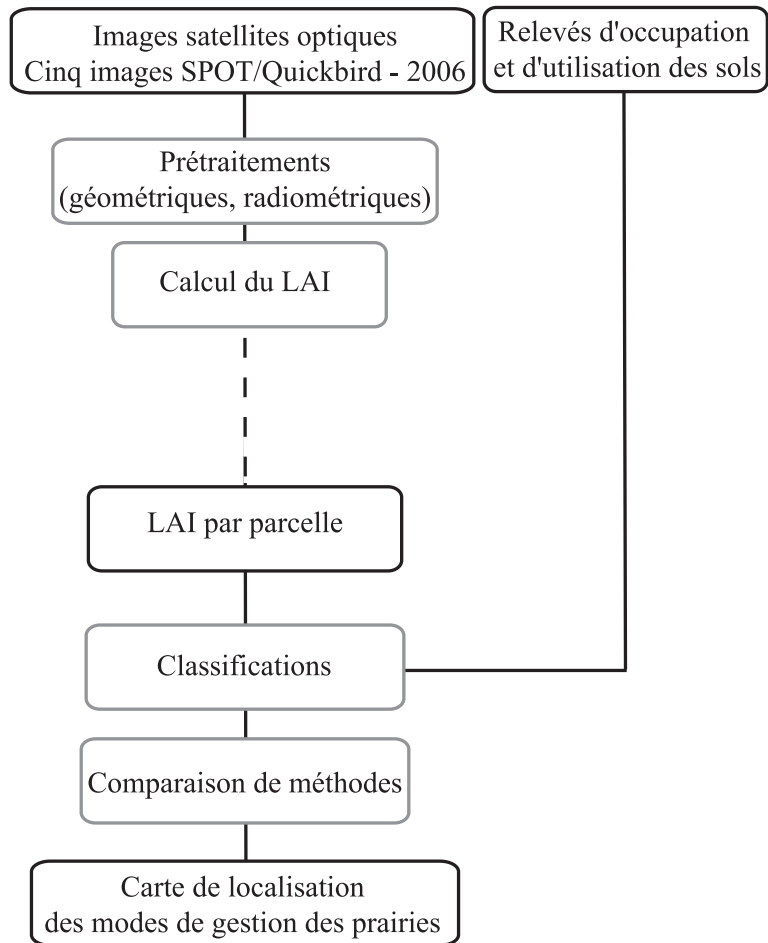 Images satellites optiques
Cinq images SPOT/Quickbird - 2006
Relevés d'occupation
et d'utilisation des sols
Prétraitements
(géométriques, radiométriques)
Calcul du LAI
LAI par parcelle
Classifications
Comparaison de méthodes
Carte de localisation
des modes de gestion des prairies